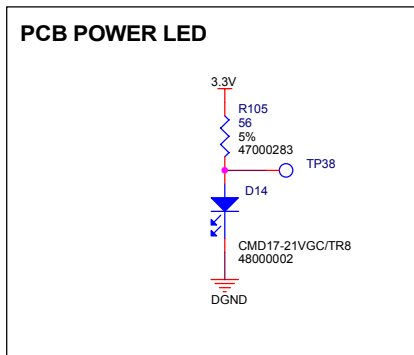 PCB POWER LED
3.3V
R105
56
5%
47000283
TP38
D14
CMD17-21VGC/TR8
48000002
DGND